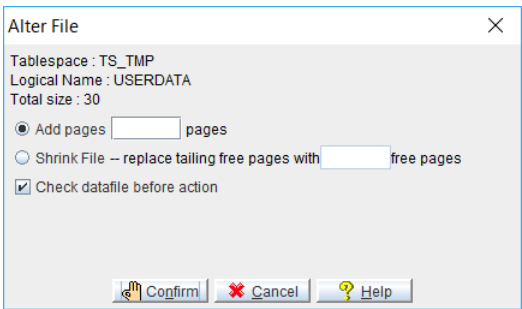 Alter File
Tablespace : TS_TMP
Logical Name : USERDATA
Total size : 30
Add pages pages
Shrink File -- replace tailing free pages with free pages
Check datafile before action
Confirm Cancel Help